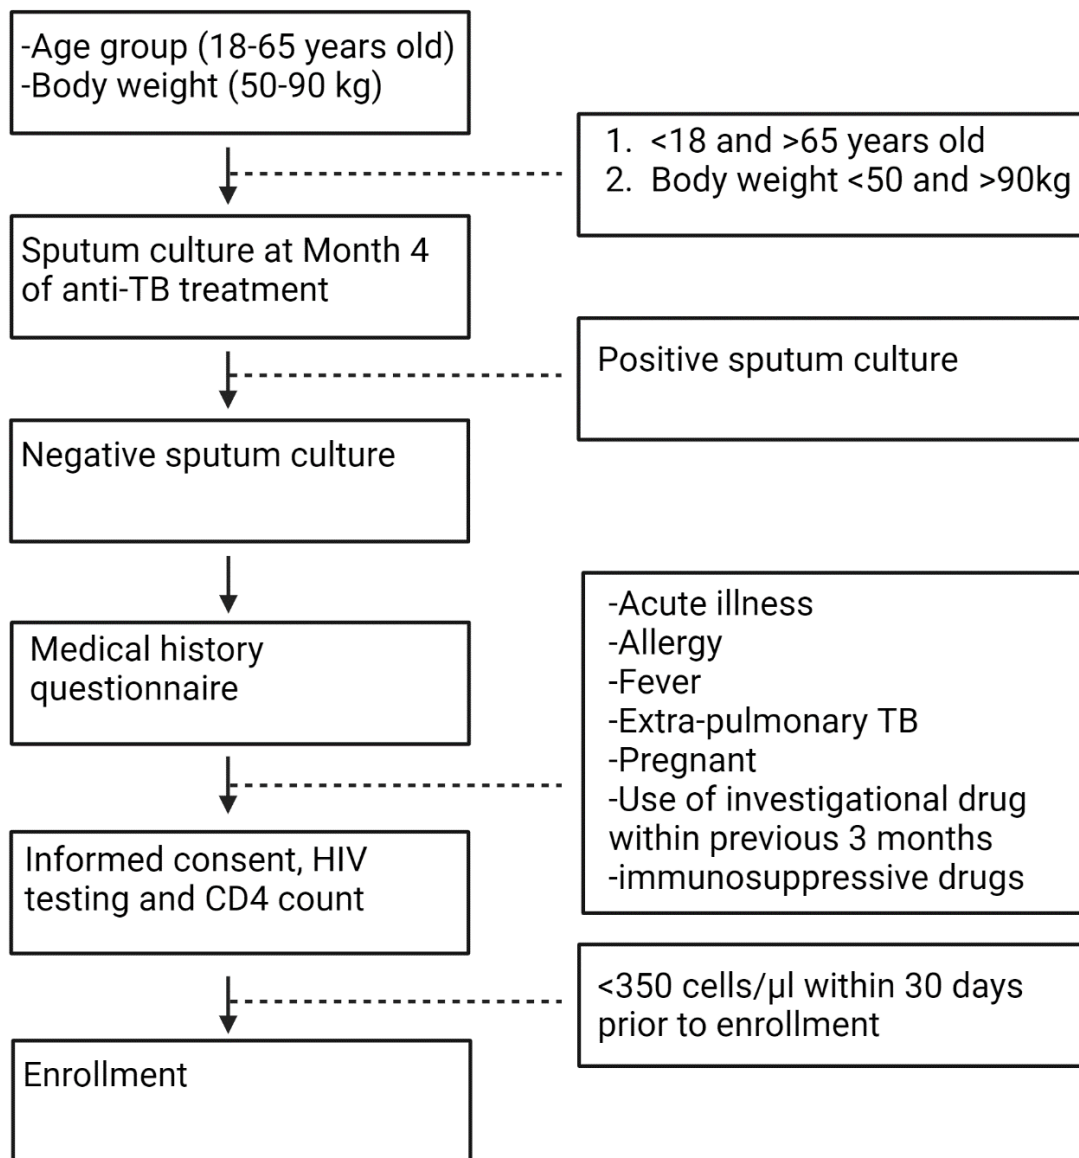 -Age group (18-65 years old)
-Body weight (50-90 kg)
1. <18 and >65 years old
2. Body weight <50 and >90kg
Sputum culture at Month 4
of anti-TB treatment
Positive sputum culture
Negative sputum culture
Medical history
questionnaire
-Acute illness
-Allergy
-Fever
-Extra-pulmonary TB
-Pregnant
-Use of investigational drug
within previous 3 months
-immunosuppressive drugs
Informed consent, HIV
testing and CD4 count
<350 cells/µl within 30 days
prior to enrollment
Enrollment